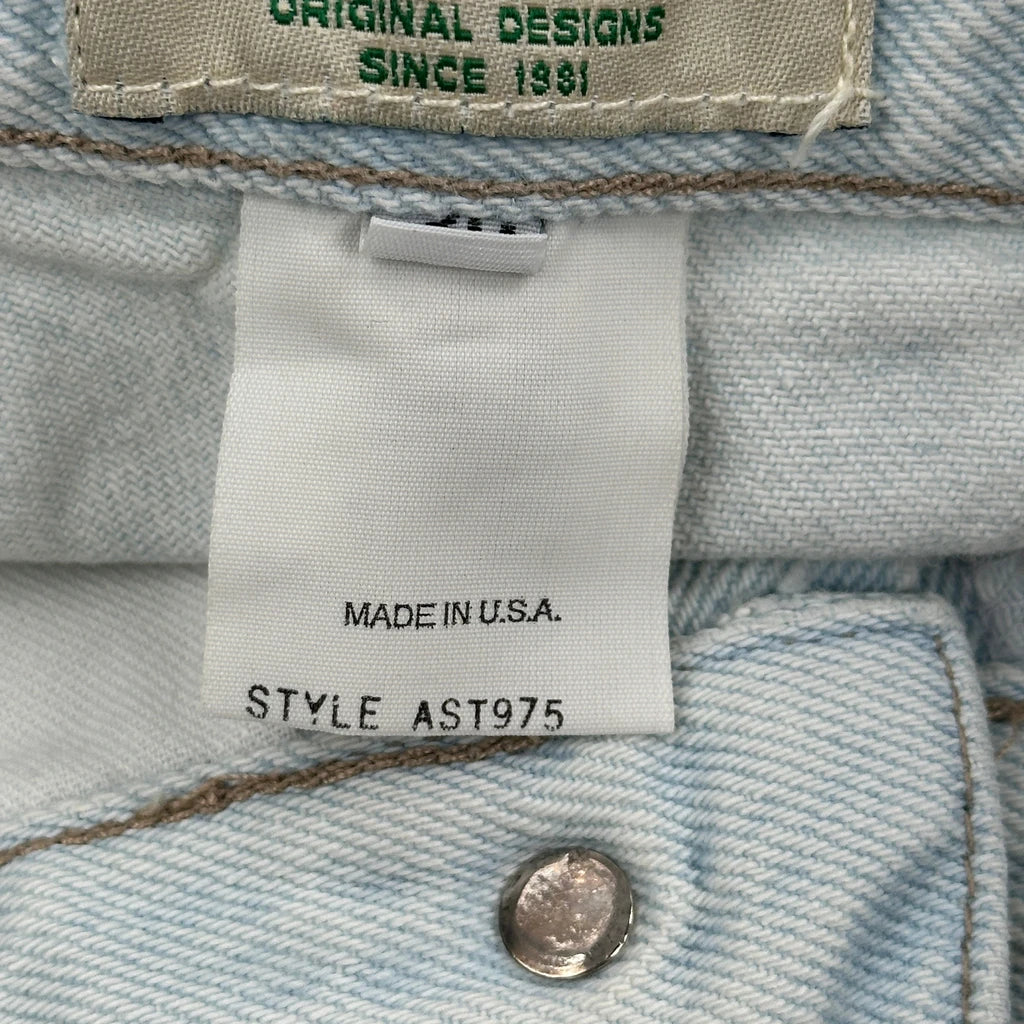 ORIGINAL DESIGNS
SINCE 1981
MADE IN U.S.A.
STYLE AST975